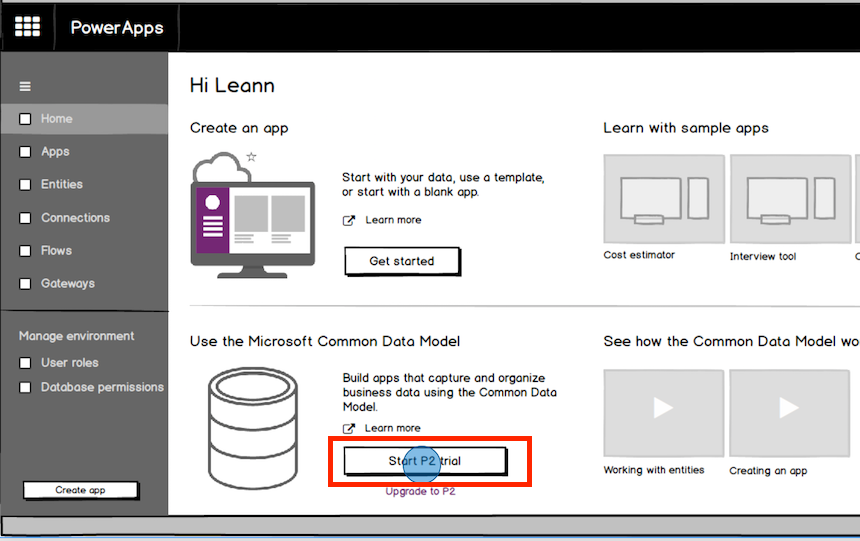 PowerApps
Home
Apps
Entities
Connections
Flows
Gateways
Manage environment
User roles
Database permissions
Create app
Hi Leann
Create an app
Start with your data, use a template,
or start with a blank app.
Learn more
Get started
Learn with sample apps
Cost estimator
Interview tool
Use the Microsoft Common Data Model
Build apps that capture and organize
business data using the Common Data
Model.
Learn more
Start P2 trial
Upgrade to P2
See how the Common Data Model
Working with entities
Creating an app